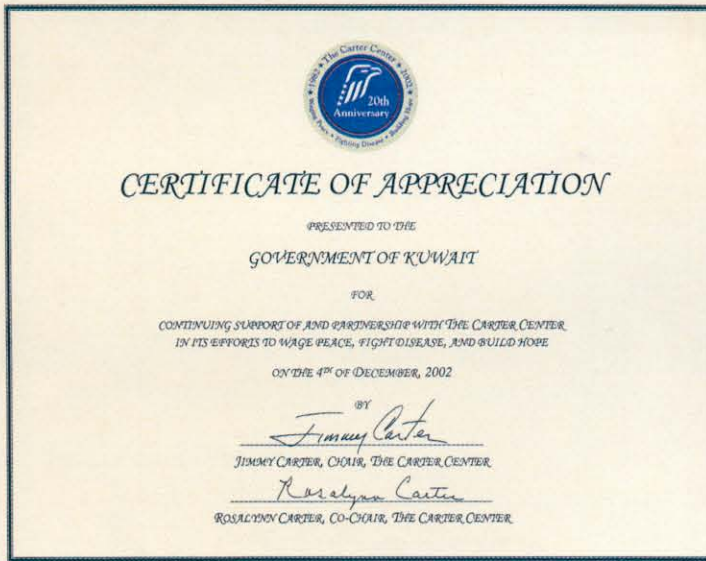 1982 * The Carter Center * 2002
20th
Anniversary
Waging Peace • Fighting Disease • Building Hope
CERTIFICATE OF APPRECIATION
PRESENTED TO THE
GOVERNMENT OF KUWAIT
FOR
CONTINUING SUPPORT OF AND PARTNERSHIP WITH THE CARTER CENTER
IN ITS EFFORTS TO WAGE PEACE, FIGHT DISEASE, AND BUILD HOPE
ON THE 4TH OF DECEMBER, 2002
BY
Jimmy Carter
JIMMY CARTER, CHAIR, THE CARTER CENTER
Rosalynn Carter
ROSALYNN CARTER, CO-CHAIR, THE CARTER CENTER